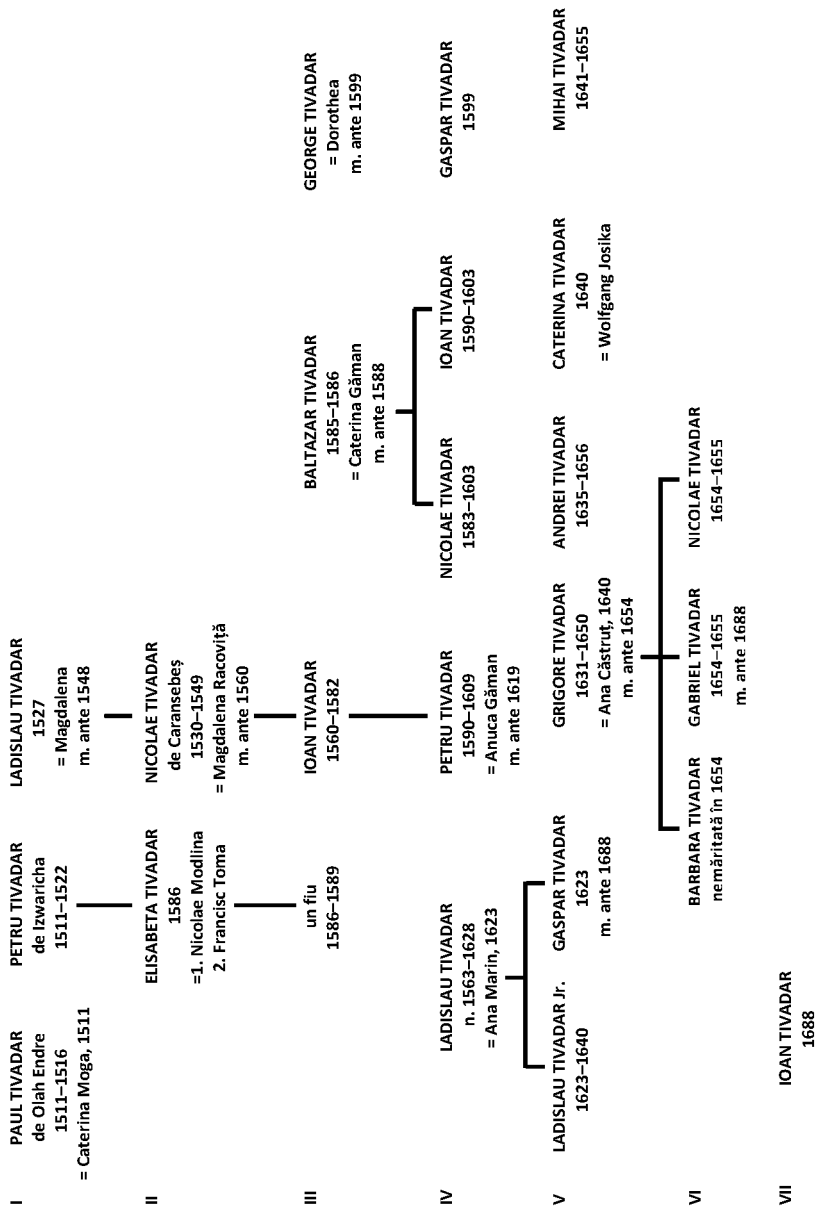 I
PAUL TIVADAR
de Olah Endre
1511–1516
= Caterina Moga, 1511
PETRU TIVADAR
de Izwaricha
1511–1522
LADISLAU TIVADAR
1527
= Magdalena
m. ante 1548
II
ELISABETA TIVADAR
1586
=1. Nicolae Modlina
2. Francisc Toma
NICOLAE TIVADAR
de Caransebeș
1530–1549
= Magdalena Racoviță
m. ante 1560
III
un fiu
1586–1589
IOAN TIVADAR
1560–1582
BALTAZAR TIVADAR
1585–1586
= Caterina Găman
m. ante 1588
GEORGE TIVADAR
= Dorothea
m. ante 1599
IV
LADISLAU TIVADAR
n. 1563–1628
= Ana Marin, 1623
PETRU TIVADAR
1590–1609
= Anuca Găman
m. ante 1619
NICOLAE TIVADAR
1583–1603
IOAN TIVADAR
1590–1603
GASPAR TIVADAR
1599
V
LADISLAU TIVADAR Jr.
1623–1640
GASPAR TIVADAR
1623
m. ante 1688
GRIGORE TIVADAR
1631–1650
= Ana Căstruț, 1640
m. ante 1654
ANDREI TIVADAR
1635–1656
CATERINA TIVADAR
1640
= Wolfgang Josika
MIHAI TIVADAR
1641–1655
VI
BARBARA TIVADAR
nemăritată în 1654
GABRIEL TIVADAR
1654–1655
m. ante 1688
NICOLAE TIVADAR
1654–1655
VII
IOAN TIVADAR
1688